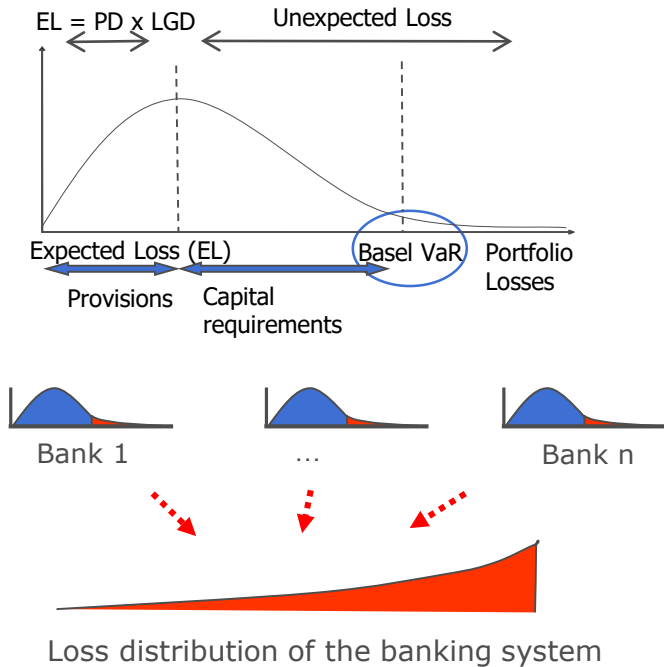 EL = PD x LGD
Unexpected Loss
Expected Loss (EL)
Basel VaR
Portfolio
Losses
Provisions
Capital
requirements
Bank 1
...
Bank n
Loss distribution of the banking system